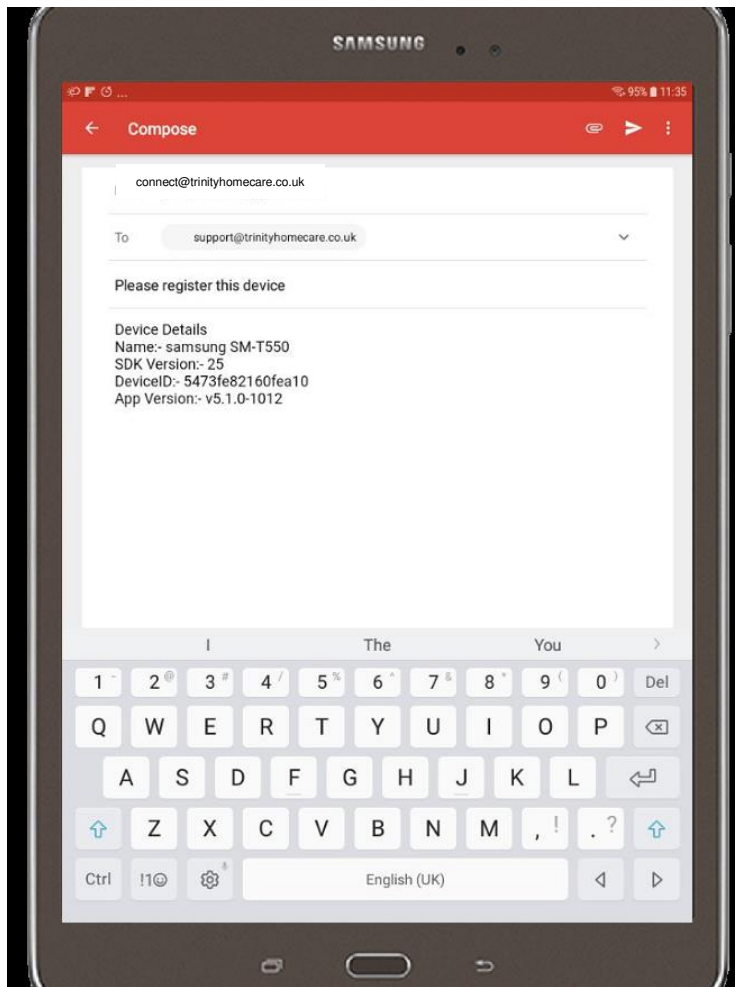 SAMSUNG
... 95% 11:35
Compose
connect@trinityhomecare.co.uk
To support@trinityhomecare.co.uk
Please register this device
Device Details
Name:- samsung SM-T550
SDK Version:- 25
DeviceID:- 5473fe82160fea10
App Version:- v5.1.0-1012
I The You
1 - 2 @ 3 # 4 / 5 % 6 ^ 7 & 8 * 9 ( 0 ) Del
Q W E R T Y U I O P
A S D F G H J K L
Z X C V B N M , ! . ?
Ctrl !1☺ English (UK)